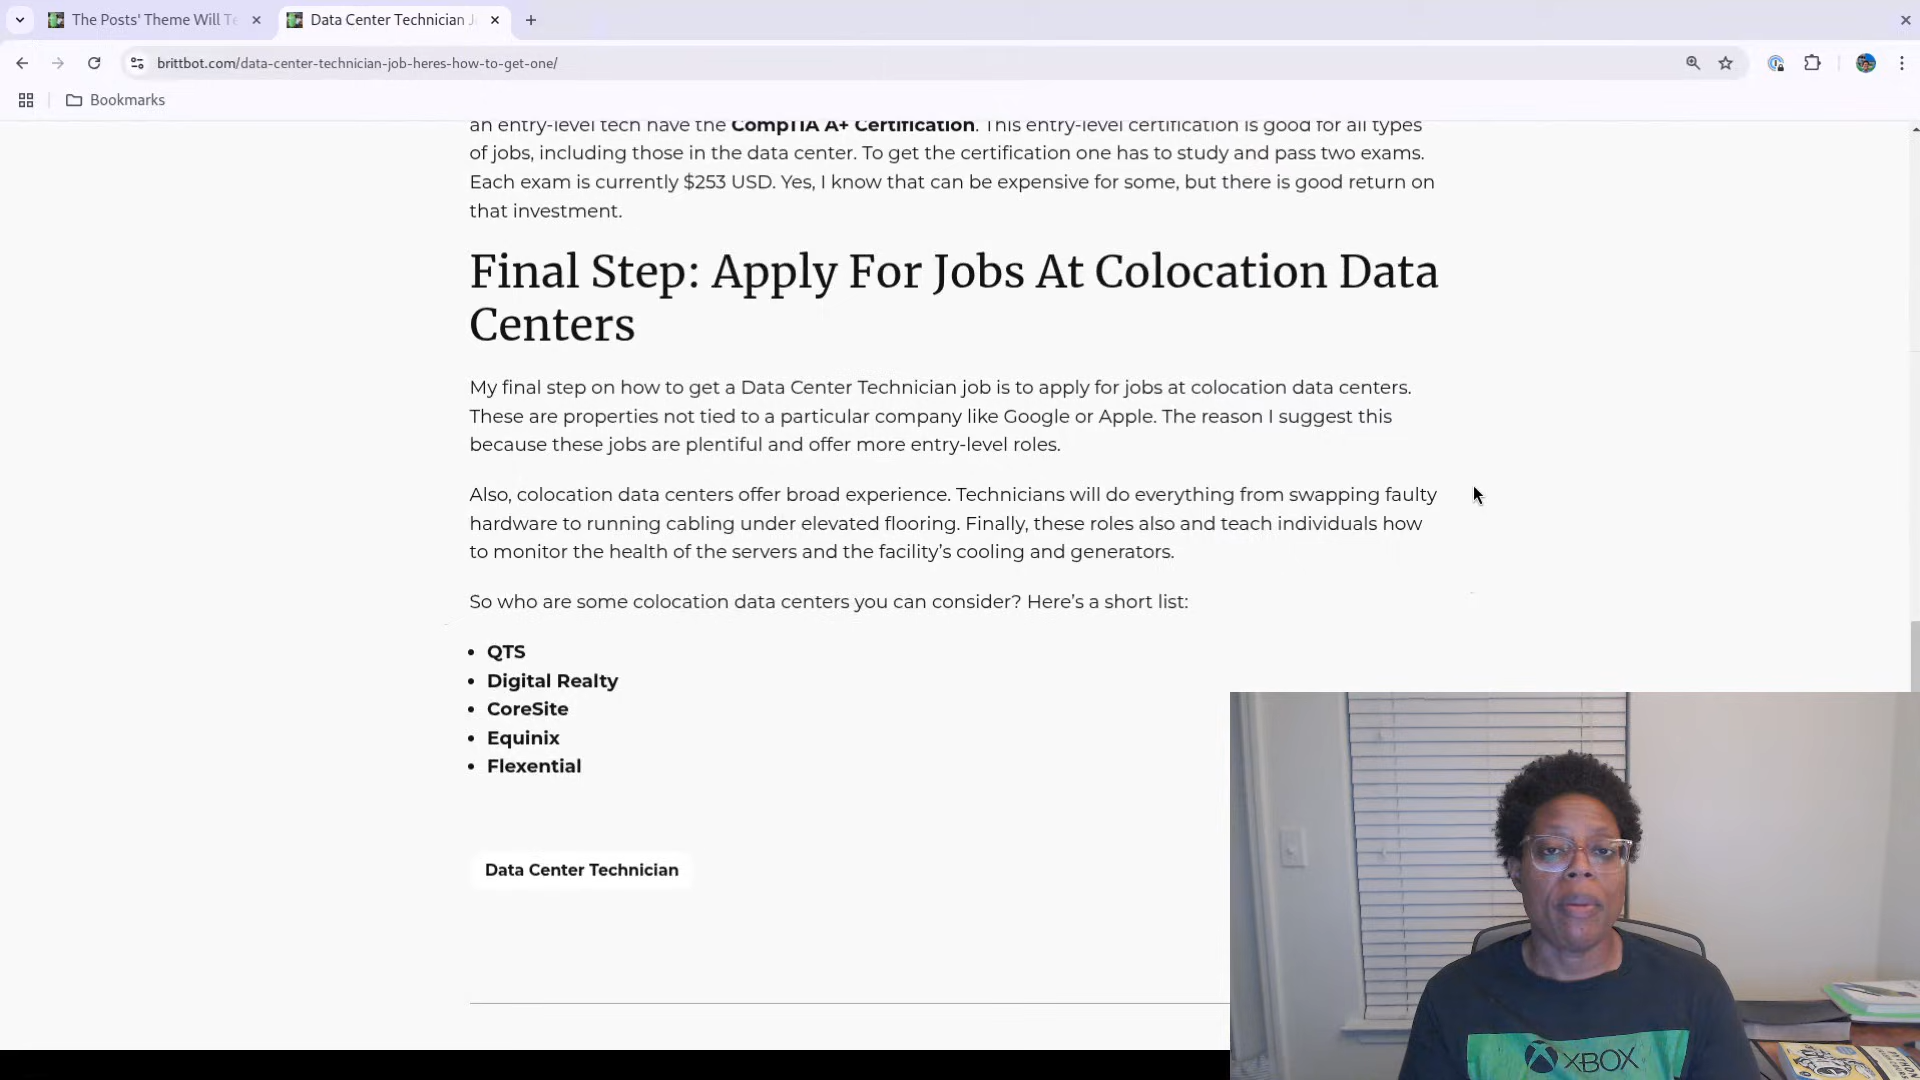 The Posts' Theme Will Te
Data Center Technician J
brittbot.com/data-center-technician-job-heres-how-to-get-one/
Bookmarks
an entry-level tech have the CompTIA A+ Certification. This entry-level certification is good for all types
of jobs, including those in the data center. To get the certification one has to study and pass two exams.
Each exam is currently $253 USD. Yes, I know that can be expensive for some, but there is good return on
that investment.
Final Step: Apply For Jobs At Colocation Data
Centers
My final step on how to get a Data Center Technician job is to apply for jobs at colocation data centers.
These are properties not tied to a particular company like Google or Apple. The reason I suggest this
because these jobs are plentiful and offer more entry-level roles.
Also, colocation data centers offer broad experience. Technicians will do everything from swapping faulty
hardware to running cabling under elevated flooring. Finally, these roles also and teach individuals how
to monitor the health of the servers and the facility's cooling and generators.
So who are some colocation data centers you can consider? Here's a short list:
• QTS
• Digital Realty
• CoreSite
• Equinix
• Flexential
Data Center Technician
XBOX